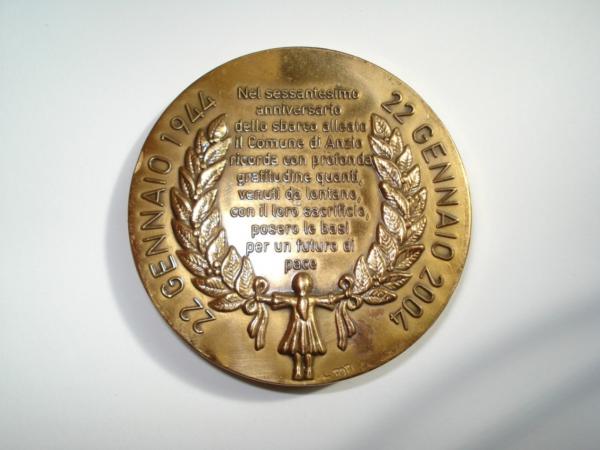 22 GENNAIO 1944
22 GENNAIO 2004
Nel sessantesimo
anniversario
dello sbarco alleato
il Comune di Anzio
ricorda con profonda
gratitudine quanti,
venuti da lontano,
con il loro sacrificio,
posero le basi
per un futuro di
pace